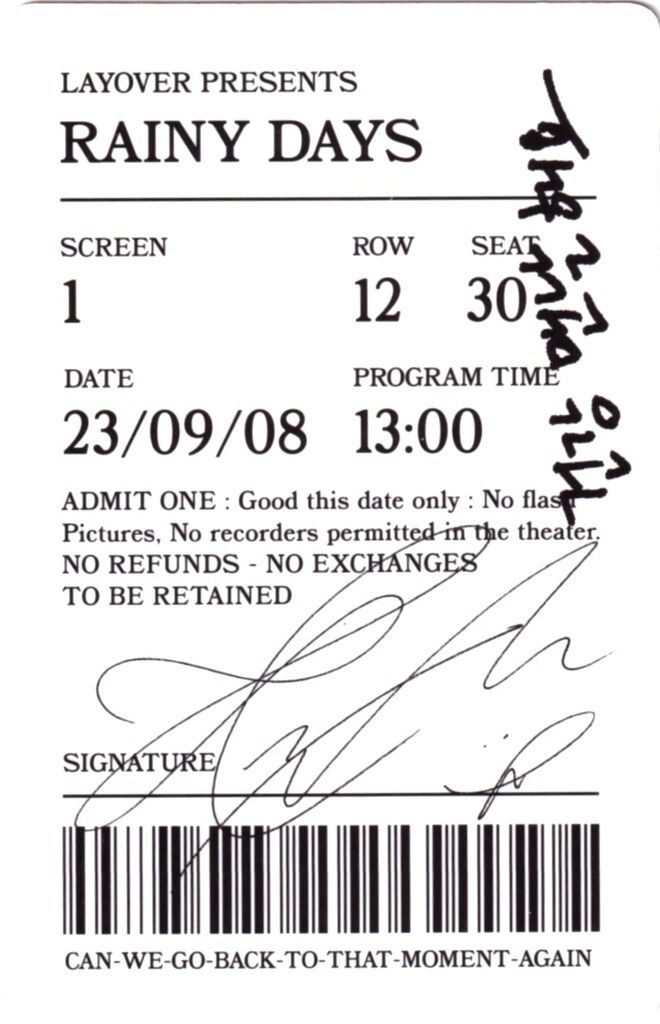 LAYOVER PRESENTS
RAINY DAYS
SCREEN ROW SEAT
1 12 30
DATE PROGRAM TIME
23/09/08 13:00
ADMIT ONE : Good this date only : No flash
Pictures, No recorders permitted in the theater.
NO REFUNDS - NO EXCHANGES
TO BE RETAINED
SIGNATURE
CAN-WE-GO-BACK-TO-THAT-MOMENT-AGAIN